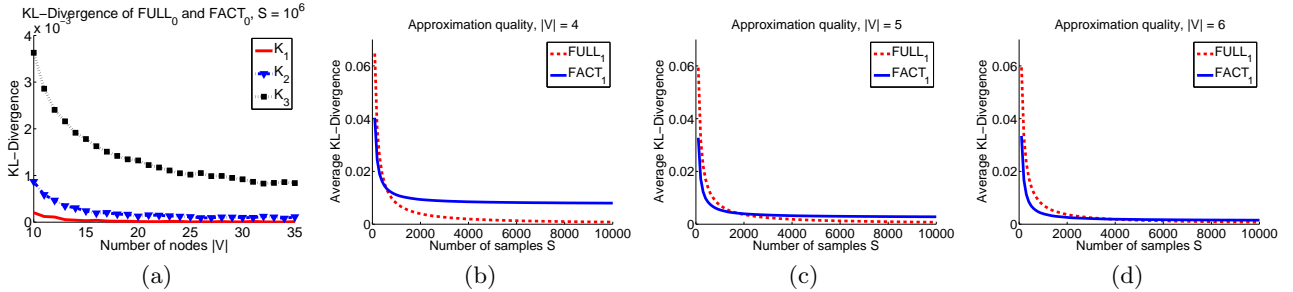 KL−Divergence of FULL₀ and FACT₀, S = 10⁶
x 10⁻³
4
3
2
1
0
KL−Divergence
10 15 20 25 30 35
Number of nodes |V|
K₁
K₂
K₃
(a)
Approximation quality, |V| = 4
0.06
0.04
0.02
0
Average KL−Divergence
0 2000 4000 6000 8000 10000
Number of samples S
FULL₁
FACT₁
(b)
Approximation quality, |V| = 5
0.06
0.04
0.02
0
Average KL−Divergence
0 2000 4000 6000 8000 10000
Number of samples S
FULL₁
FACT₁
(c)
Approximation quality, |V| = 6
0.06
0.04
0.02
0
Average KL−Divergence
0 2000 4000 6000 8000 10000
Number of samples S
FULL₁
FACT₁
(d)